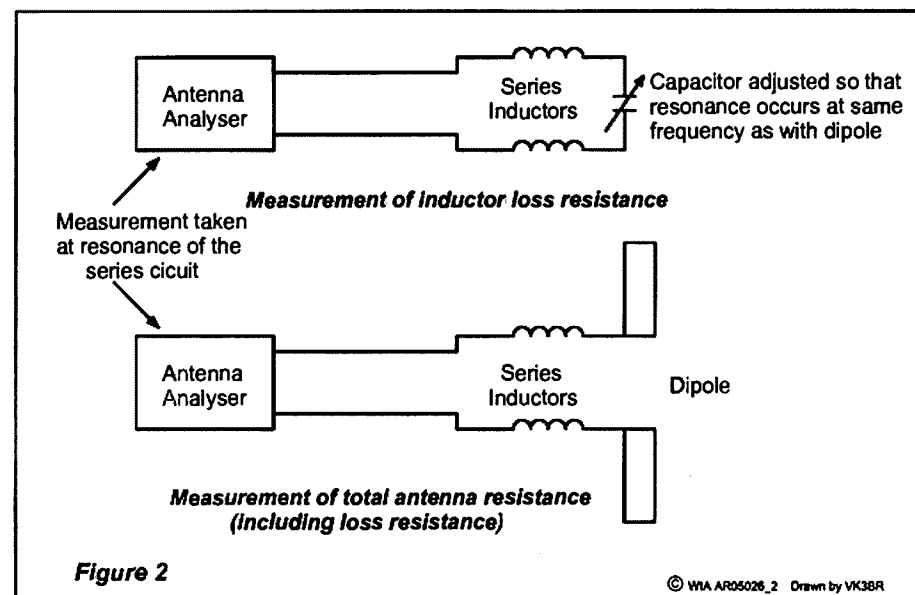 Antenna
Analyser
Series
Inductors
Capacitor adjusted so that
resonance occurs at same
frequency as with dipole
Measurement of inductor loss resistance
Measurement taken
at resonance of the
series cicuit
Antenna
Analyser
Series
Inductors
Dipole
Measurement of total antenna resistance
(including loss resistance)
Figure 2
© WIA AR05026_2 Drawn by VK3BR